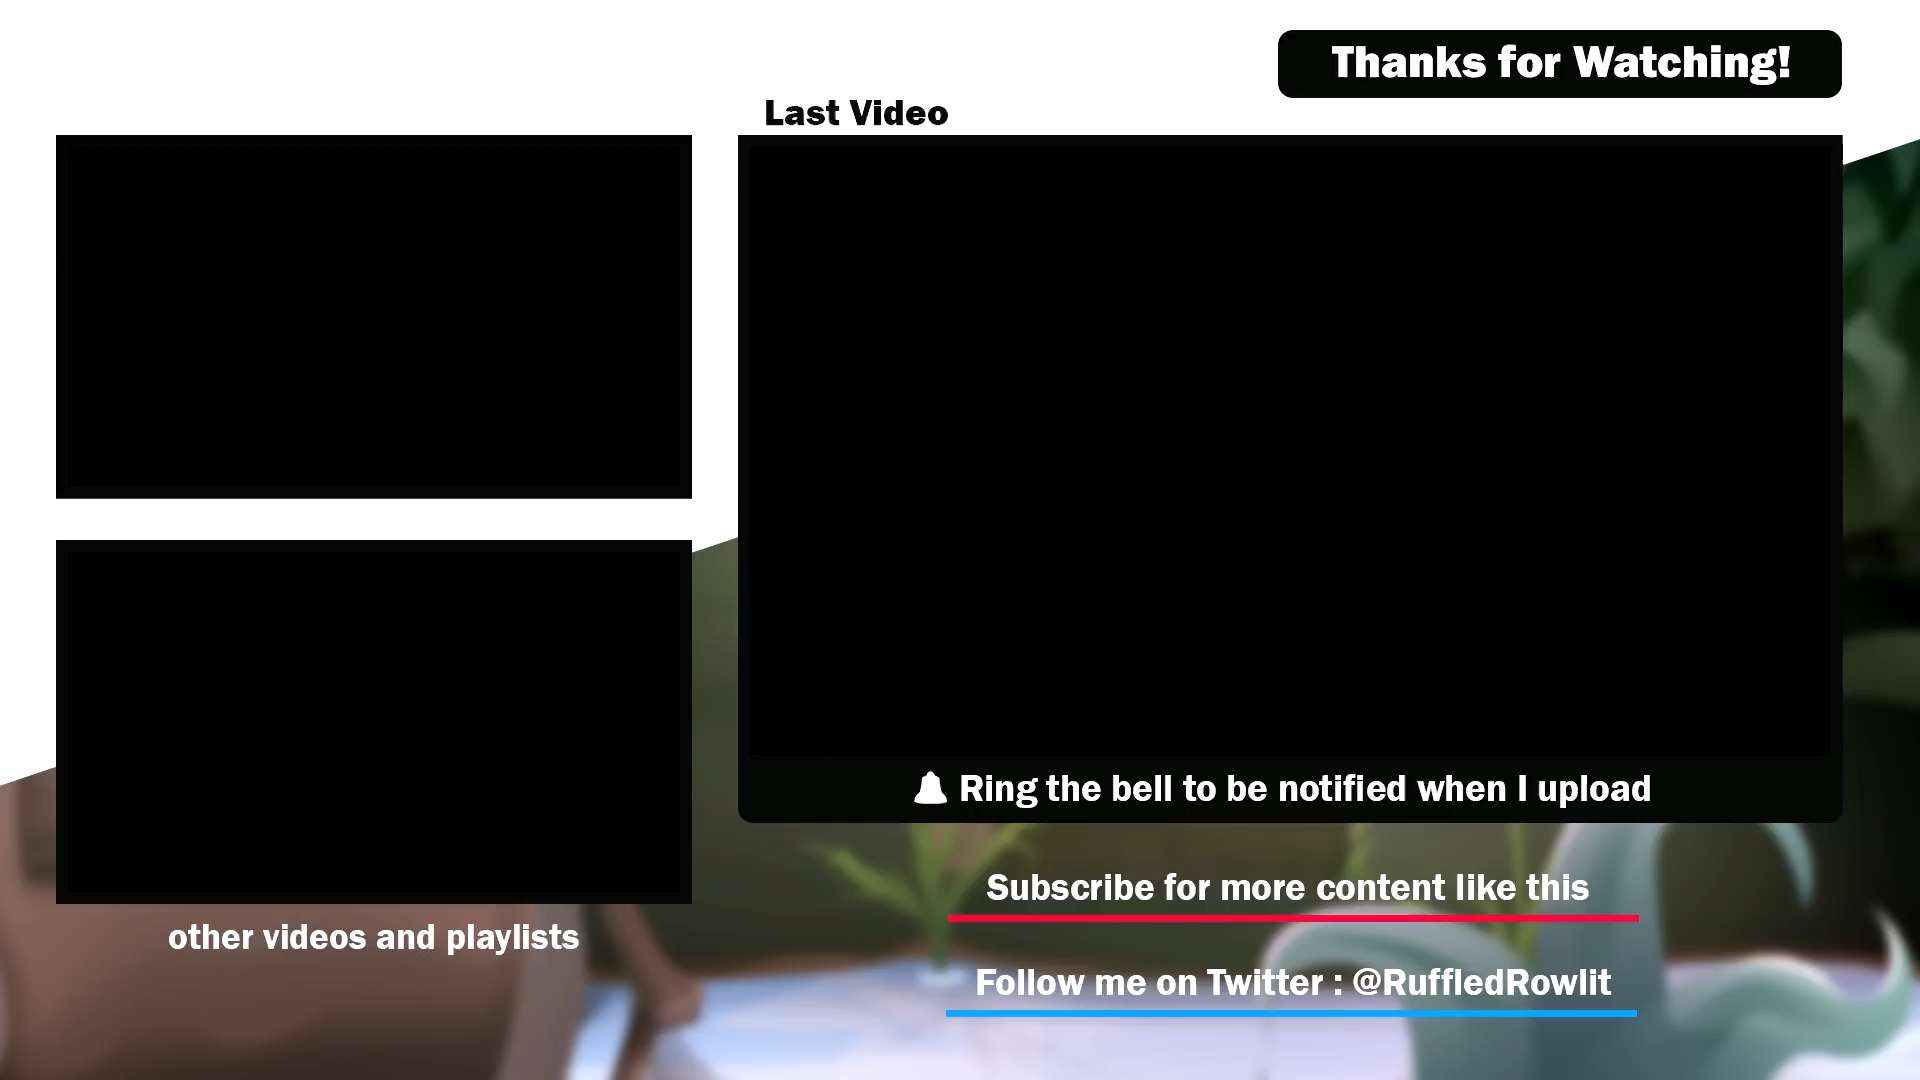 Thanks for Watching!
Last Video
Ring the bell to be notified when I upload
Subscribe for more content like this
other videos and playlists
Follow me on Twitter : @RuffledRowlit